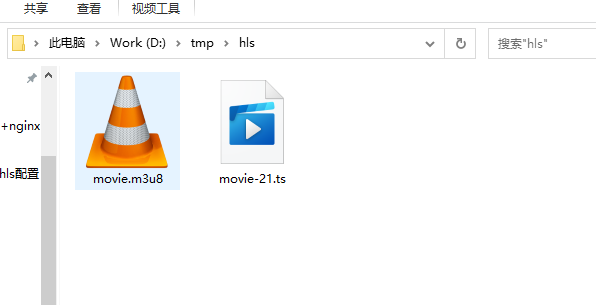 共享 查看 视频工具
此电脑 Work (D:) tmp hls 搜索"hls"
+nginx
hls配置
movie.m3u8 movie-21.ts